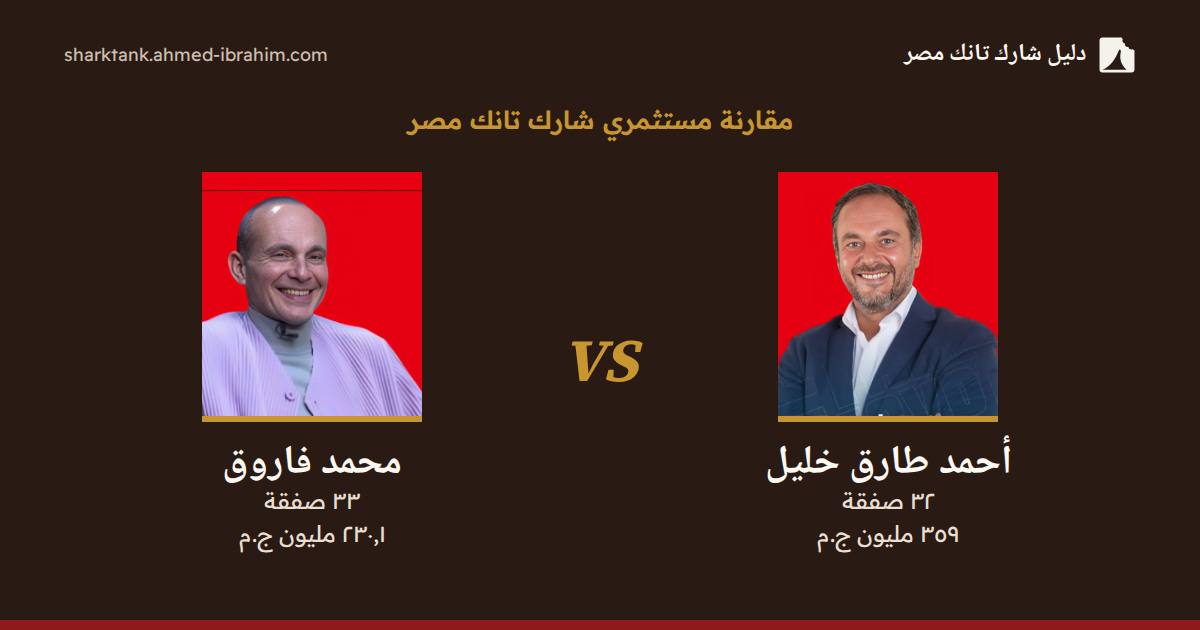 دليل شارك تانك مصر
sharktank.ahmed-ibrahim.com
مقارنة مستثمري شارك تانك مصر
أحمد طارق خليل
٣٢ صفقة
٣٥٩ مليون ج.م
VS
محمد فاروق
٣٣ صفقة
٢٣٠,١ مليون ج.م